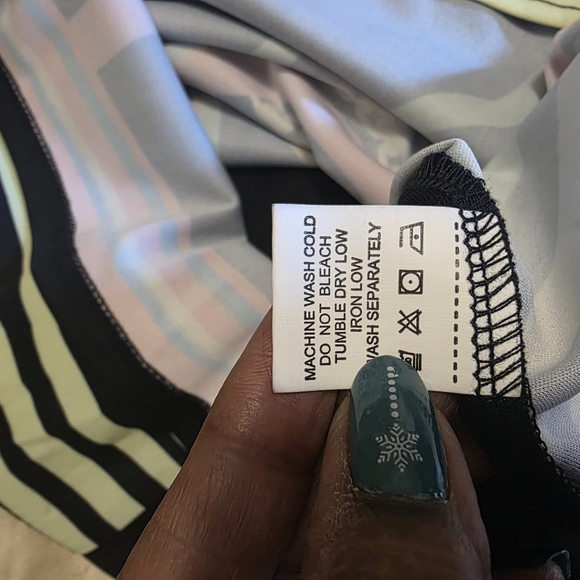 MACHINE WASH COLD
DO NOT BLEACH
TUMBLE DRY LOW
IRON LOW
WASH SEPARATELY